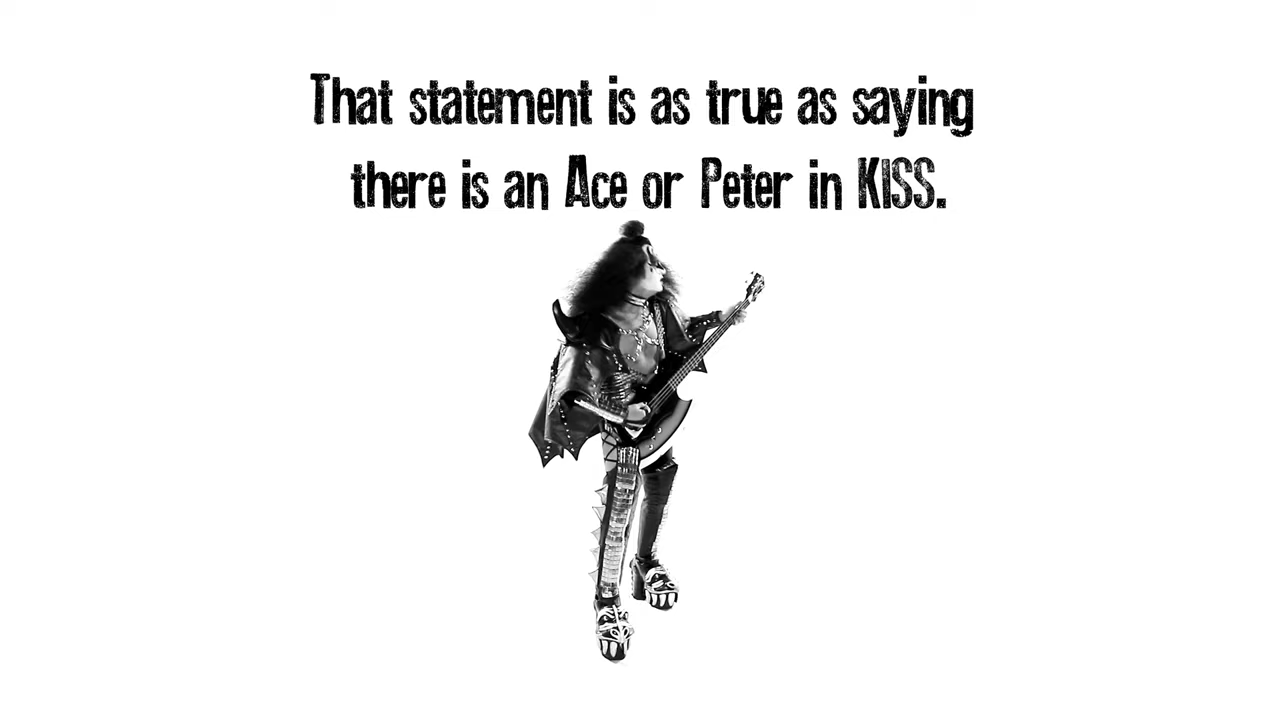 That statement is as true as saying
there is an Ace or Peter in KISS.